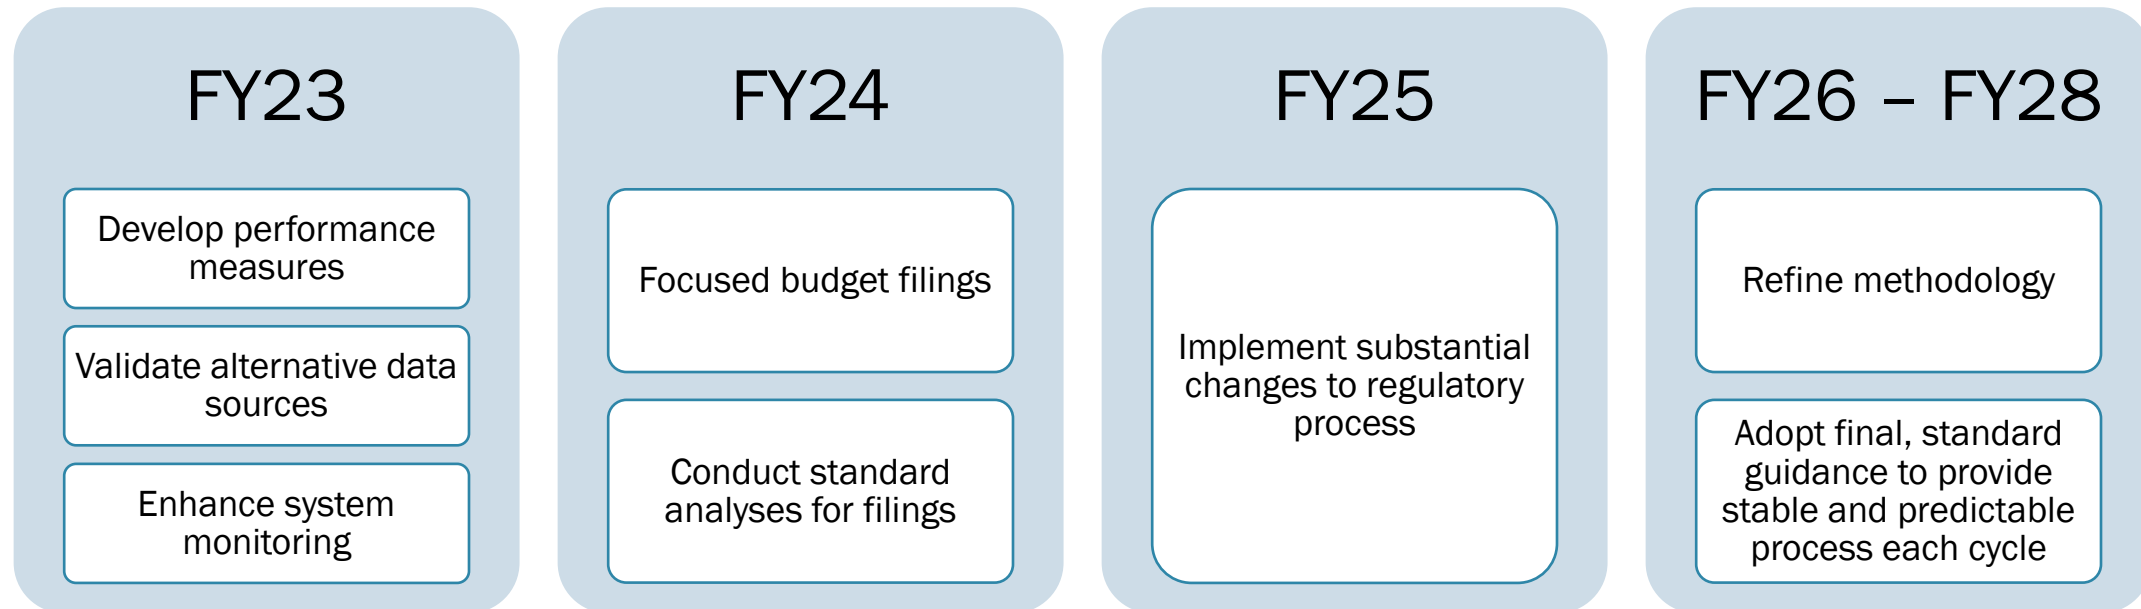 FY23
Develop performance
measures
Validate alternative data
sources
Enhance system
monitoring
FY24
Focused budget filings
Conduct standard
analyses for filings
FY25
Implement substantial
changes to regulatory
process
FY26 – FY28
Refine methodology
Adopt final, standard
guidance to provide
stable and predictable
process each cycle